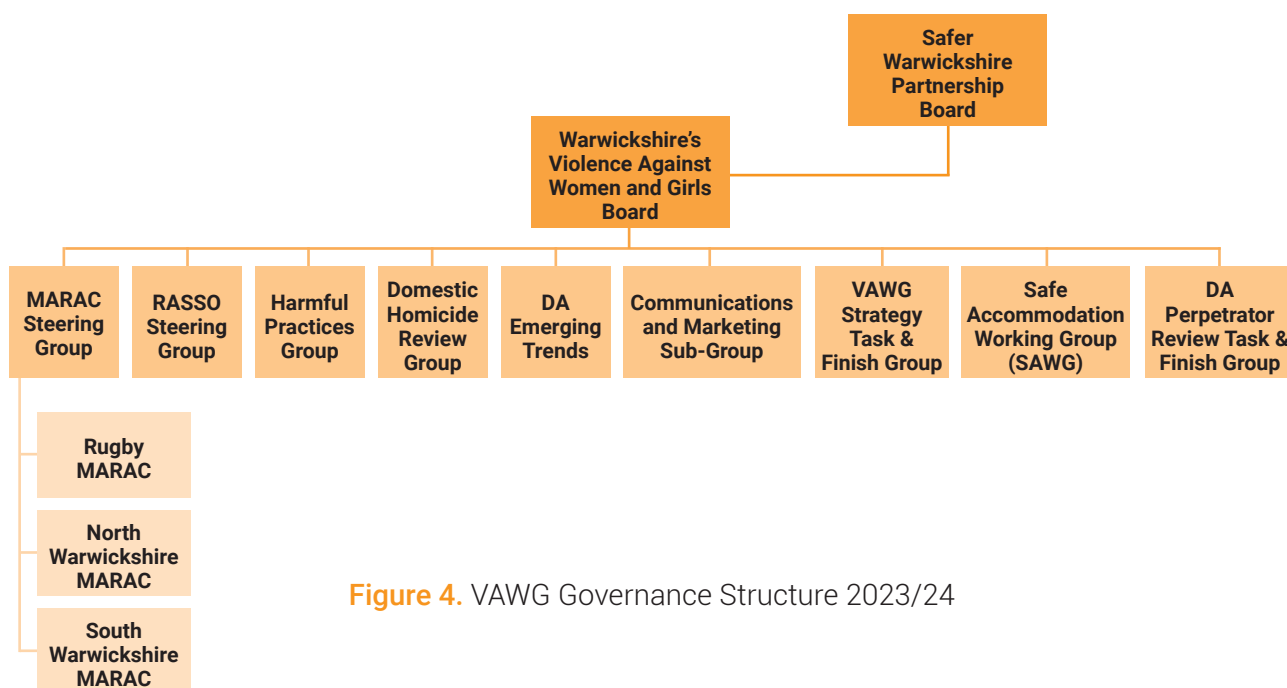 Safer
Warwickshire
Partnership
Board
Warwickshire’s
Violence Against
Women and Girls
Board
MARAC
Steering
Group
RASSO
Steering
Group
Harmful
Practices
Group
Domestic
Homicide
Review
Group
DA
Emerging
Trends
Communications
and Marketing
Sub-Group
VAWG
Strategy
Task &
Finish Group
Safe
Accommodation
Working Group
(SAWG)
DA
Perpetrator
Review Task &
Finish Group
Rugby
MARAC
North
Warwickshire
MARAC
South
Warwickshire
MARAC
Figure 4. VAWG Governance Structure 2023/24